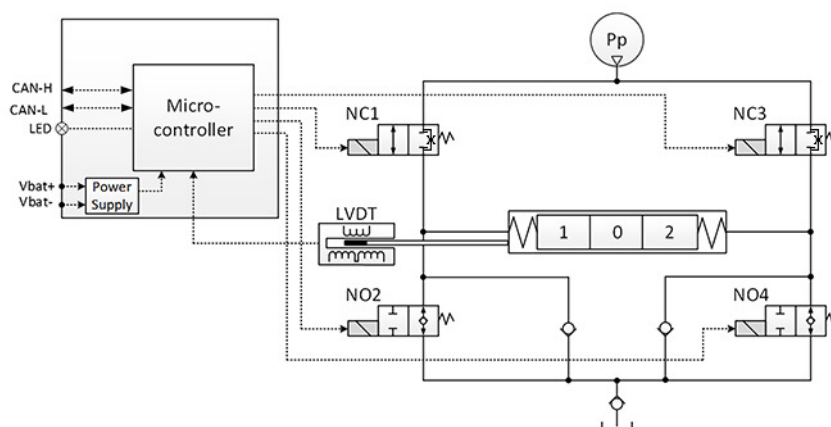 Pp
CAN-H
CAN-L
LED
Micro-
controller
NC1
NC3
Vbat+
Vbat-
Power
Supply
LVDT
1 0 2
NO2
NO4